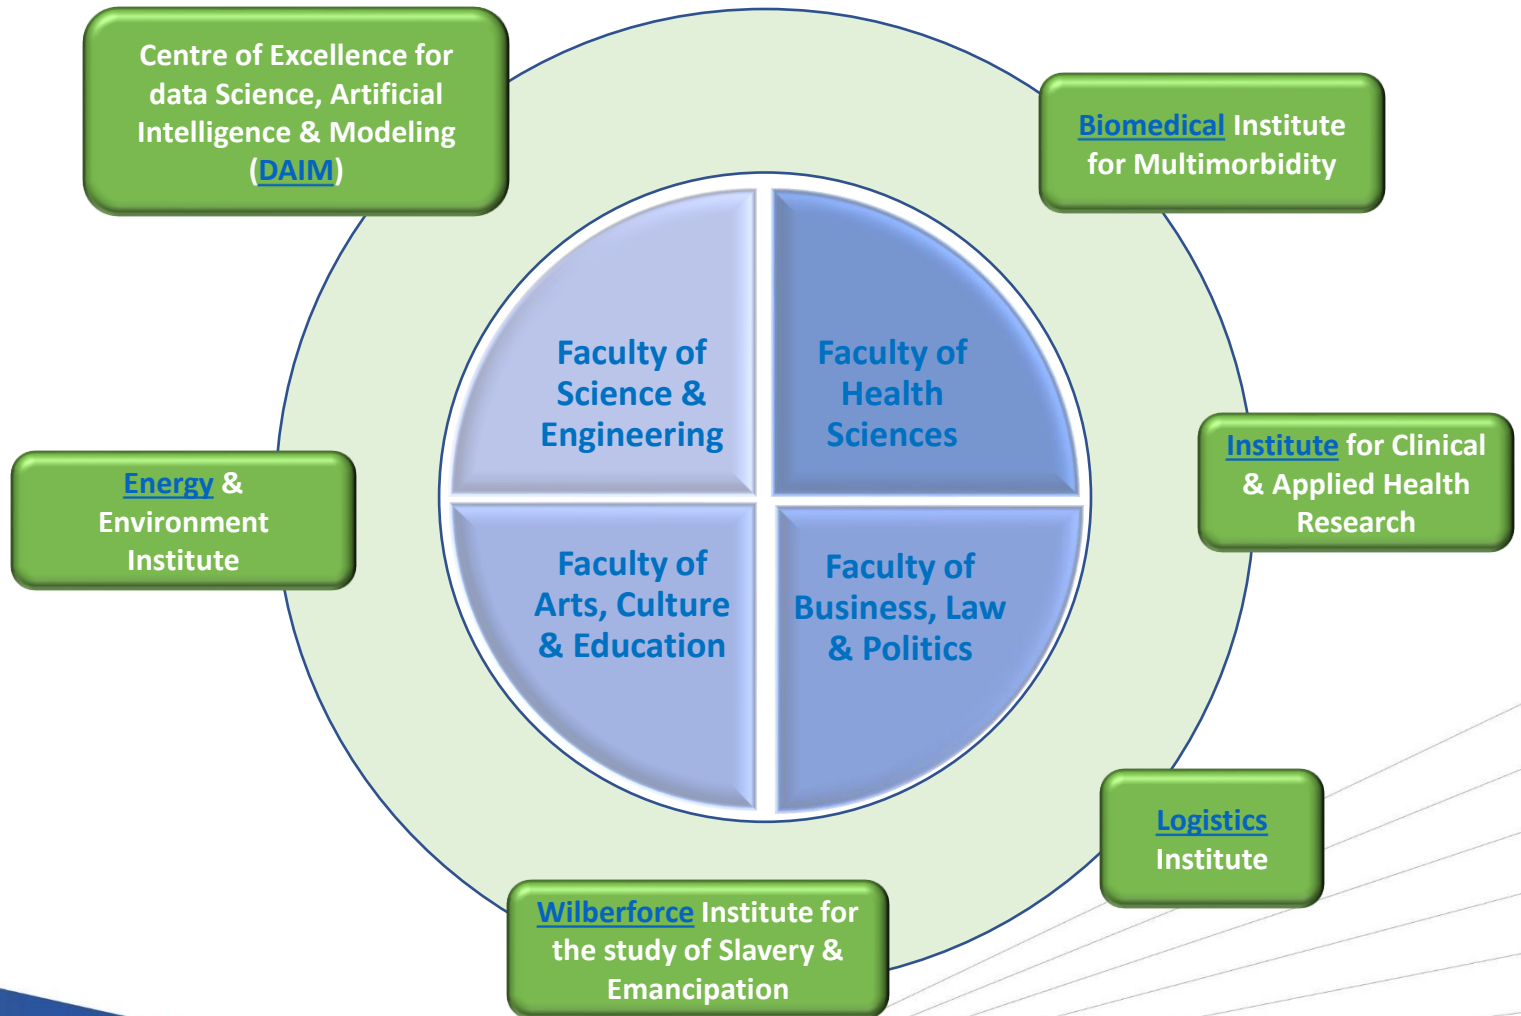 Centre of Excellence for
data Science, Artificial
Intelligence & Modeling
(DAIM)
Biomedical Institute
for Multimorbidity
Faculty of
Science &
Engineering
Faculty of
Health
Sciences
Energy &
Environment
Institute
Institute for Clinical
& Applied Health
Research
Faculty of
Arts, Culture
& Education
Faculty of
Business, Law
& Politics
Logistics
Institute
Wilberforce Institute for
the study of Slavery &
Emancipation